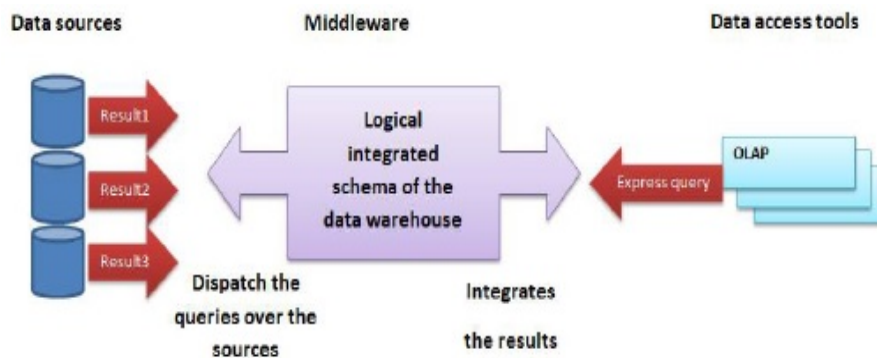 Data sources
Middleware
Data access tools
Result1
Result2
Result3
Logical
integrated
schema of the
data warehouse
Express query
OLAP
Dispatch the
queries over the
sources
Integrates
the results